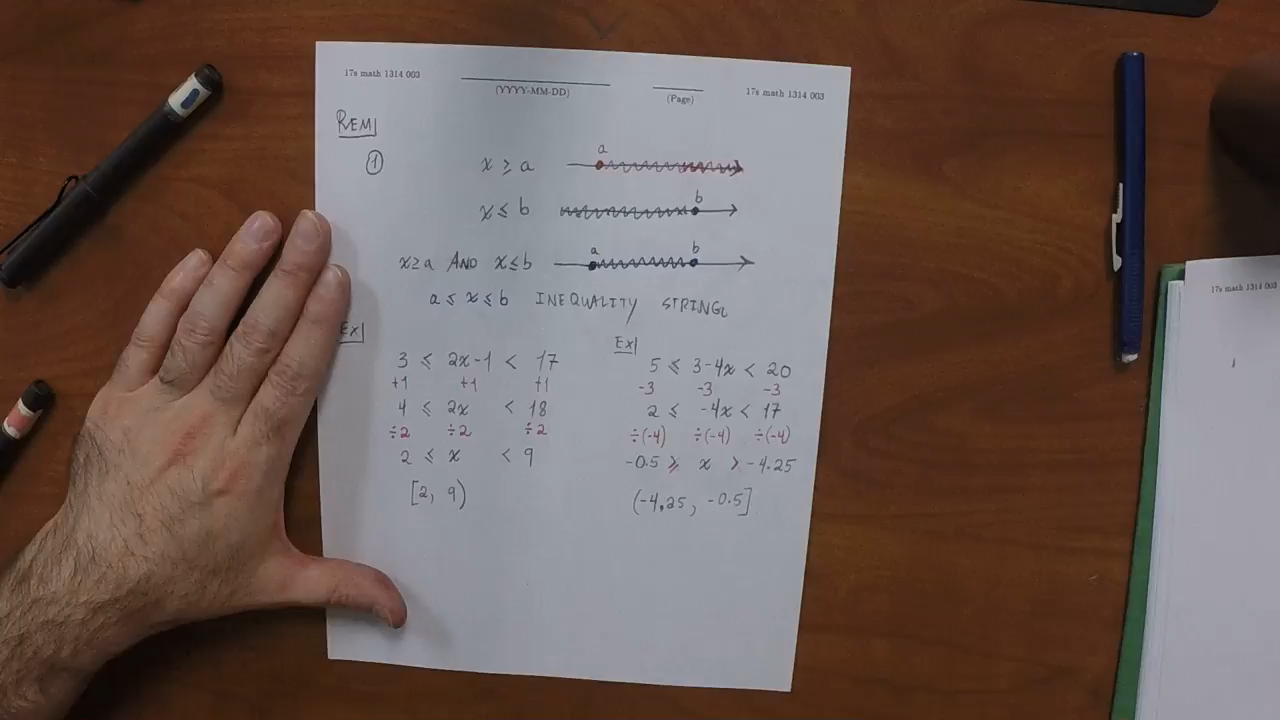 17s math 1314 003
(YYYY-MM-DD)
(Page)
17s math 1314 003
REM
①
x ≥ a
a
x ≤ b
b
x ≥ a AND x ≤ b
a b
a ≤ x ≤ b INEQUALITY STRING
Ex
3 ≤ 2x-1 < 17
+1 +1 +1
4 ≤ 2x < 18
÷2 ÷2 ÷2
2 ≤ x < 9
[2, 9)
Ex
5 ≤ 3-4x < 20
-3 -3 -3
2 ≤ -4x < 17
÷(-4) ÷(-4) ÷(-4)
-0.5 ≥ x > -4.25
(-4.25, -0.5]
17s math 1314 003